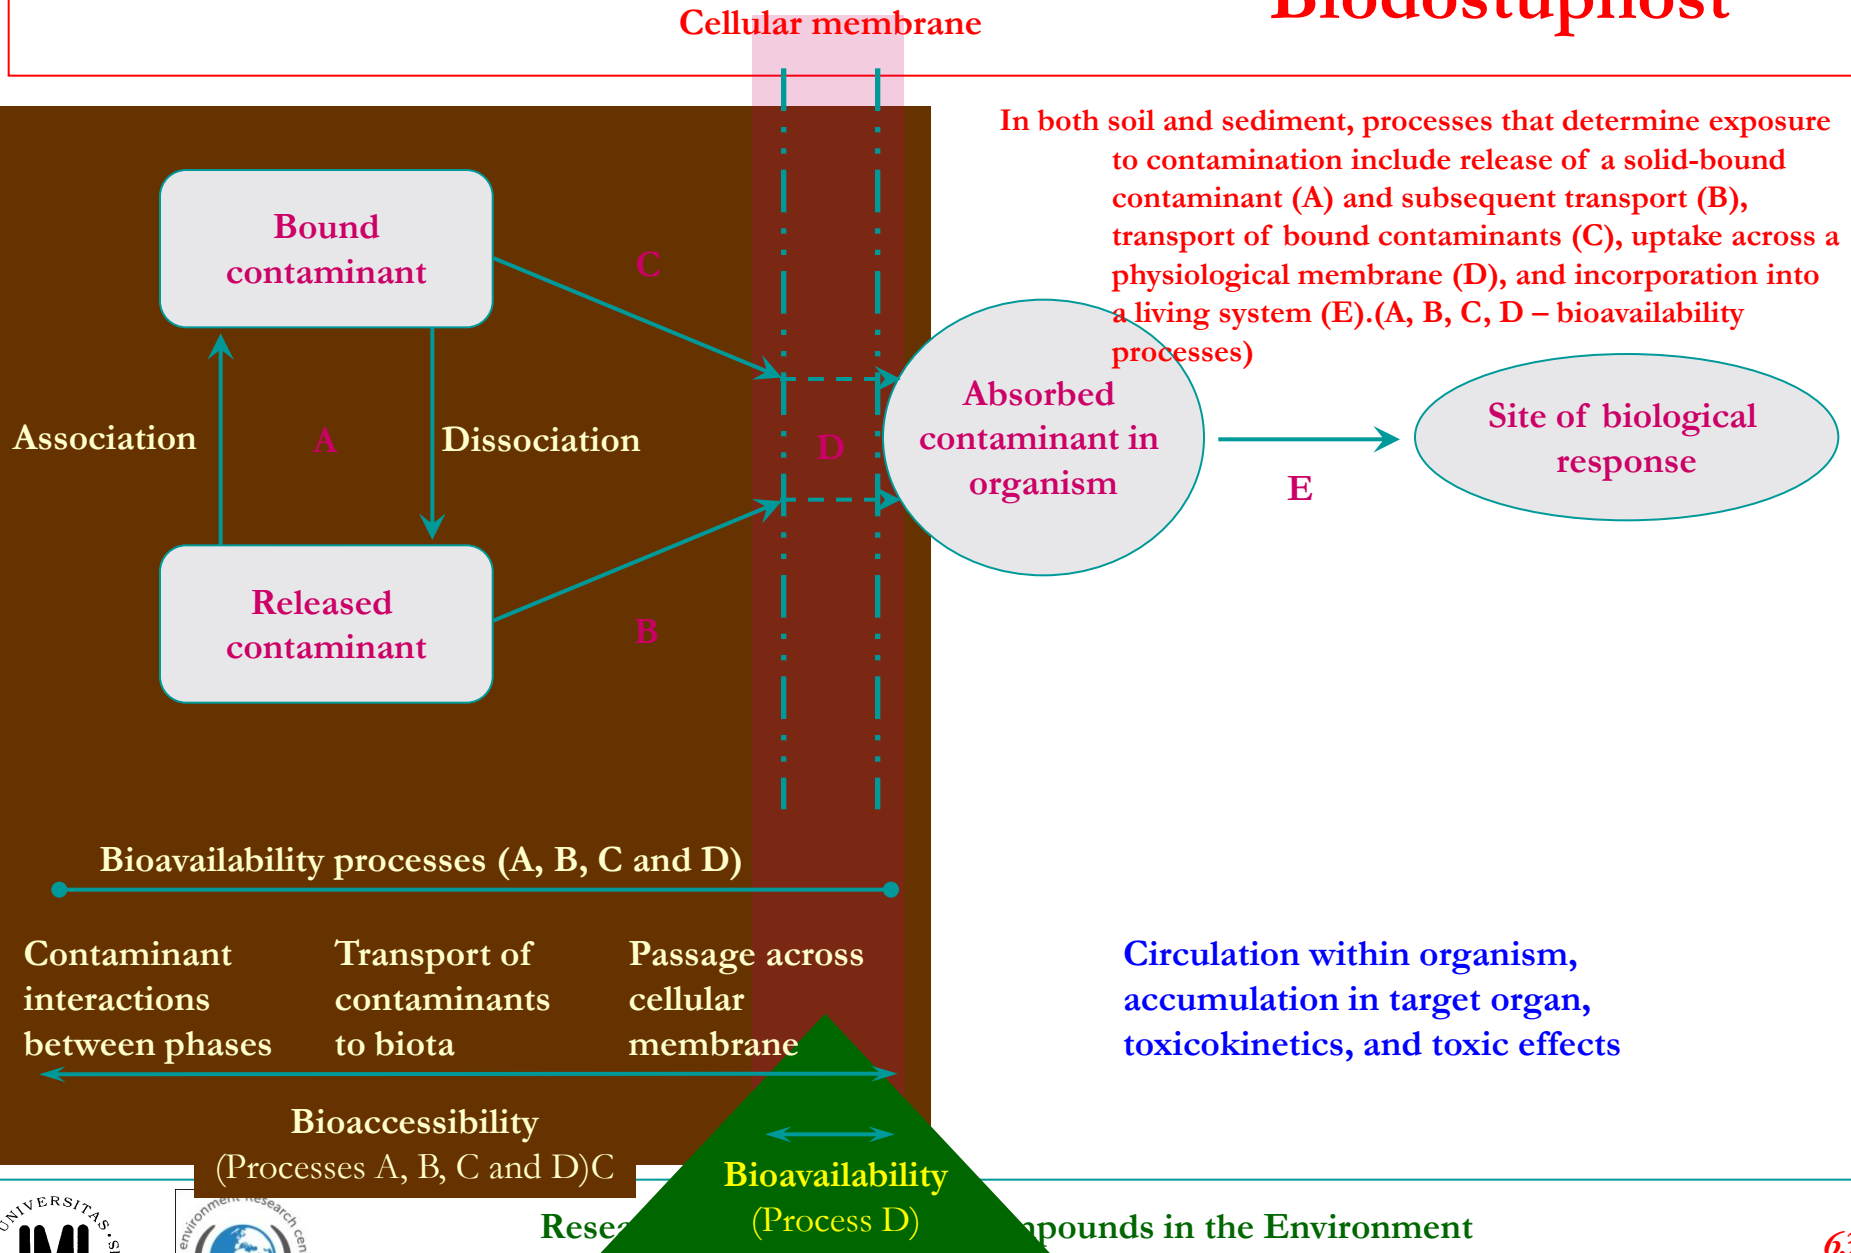 Biodostupnost
Cellular membrane
In both soil and sediment, processes that determine exposure
to contamination include release of a solid-bound
contaminant (A) and subsequent transport (B),
transport of bound contaminants (C), uptake across a
physiological membrane (D), and incorporation into
a living system (E).(A, B, C, D – bioavailability
processes)
Bound
contaminant
C
Association
A
Dissociation
D
Absorbed
contaminant in
organism
E
Site of biological
response
Released
contaminant
B
Bioavailability processes (A, B, C and D)
Contaminant
interactions
between phases
Transport of
contaminants
to biota
Passage across
cellular
membrane
Circulation within organism,
accumulation in target organ,
toxicokinetics, and toxic effects
Bioaccessibility
(Processes A, B, C and D)C
Bioavailability
(Process D)
UNIVERSITAS
environment Research cen
in the Environment